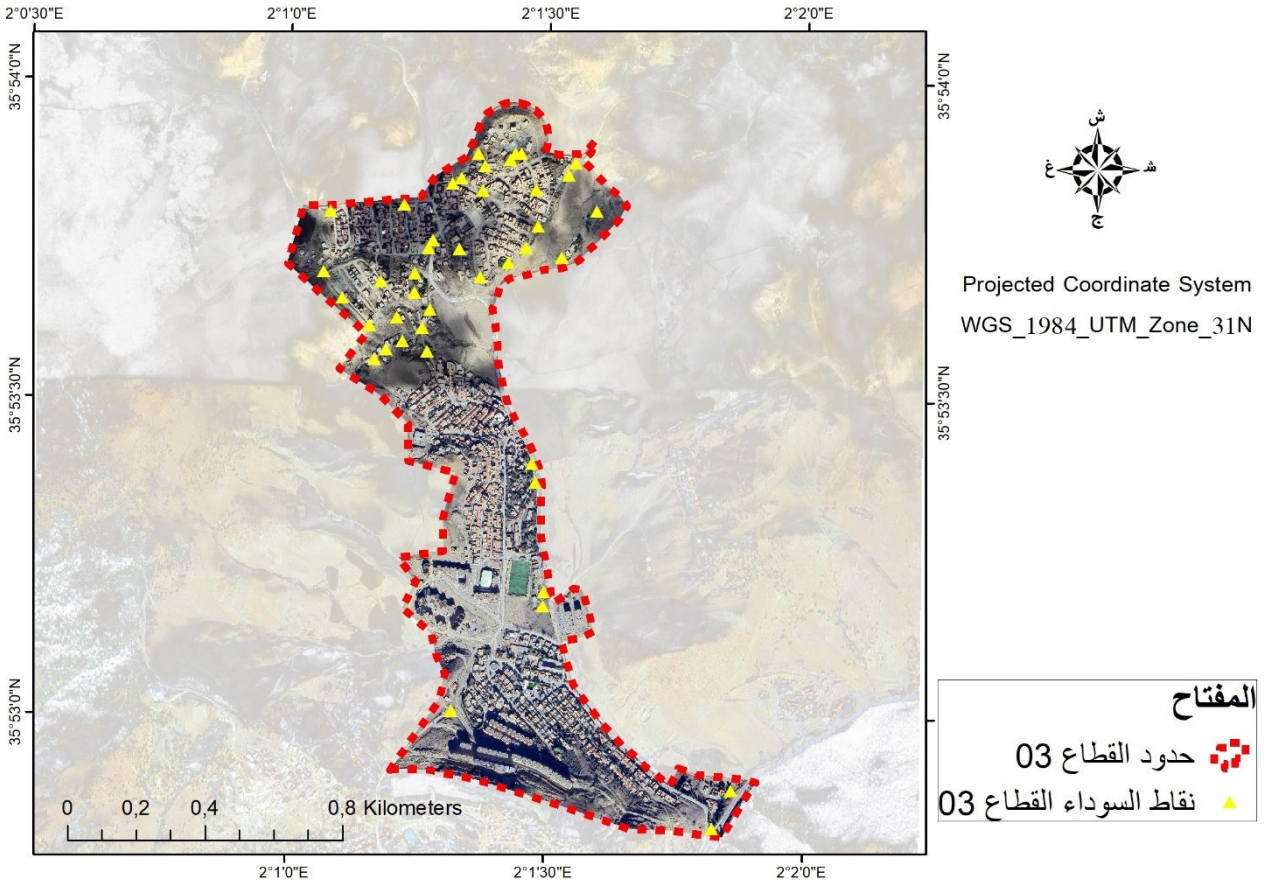 2°0'30"E 2°1'0"E 2°1'30"E 2°2'0"E
35°54'0"N
35°53'30"N
35°53'0"N
35°54'0"N
35°53'30"N
ش
غ
شـ
ج
Projected Coordinate System
WGS_1984_UTM_Zone_31N
المفتاح
حدود القطاع 03
نقاط السوداء القطاع 03
0 0,2 0,4 0,8 Kilometers
2°1'0"E 2°1'30"E 2°2'0"E